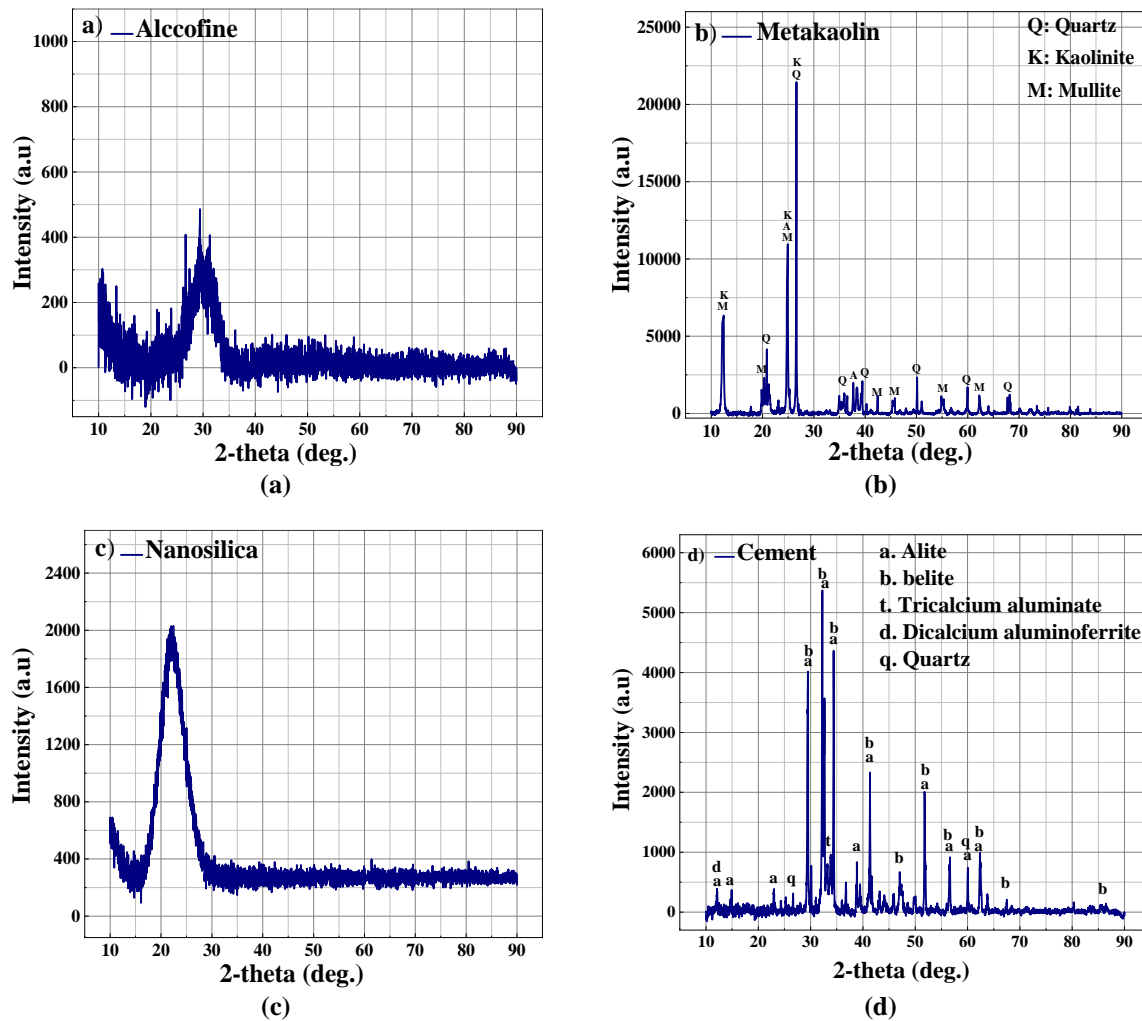 a) Alccofine
1000
800
600
400
200
0
10 20 30 40 50 60 70 80 90
Intensity (a.u)
2-theta (deg.)
(a)
b) Metakaolin
Q: Quartz
K: Kaolinite
M: Mullite
25000
20000
15000
10000
5000
0
K
M
M
Q
K
A
M
K
Q
Q
A
Q
M
M
Q
M
Q
M
Q
10 20 30 40 50 60 70 80 90
Intensity (a.u)
2-theta (deg.)
(b)
c) Nanosilica
2400
2000
1600
1200
800
400
0
10 20 30 40 50 60 70 80 90
Intensity (a.u)
2-theta (deg.)
(c)
d) Cement
a. Alite
b. belite
t. Tricalcium aluminate
d. Dicalcium aluminoferrite
q. Quartz
6000
5000
4000
3000
2000
1000
0
d
a
a
a
q
b
a
b
a
t
b
a
a
b
a
b
b
a
b
a
q
a
b
a
b
b
10 20 30 40 50 60 70 80 90
Intensity (a.u)
2-theta (deg.)
(d)